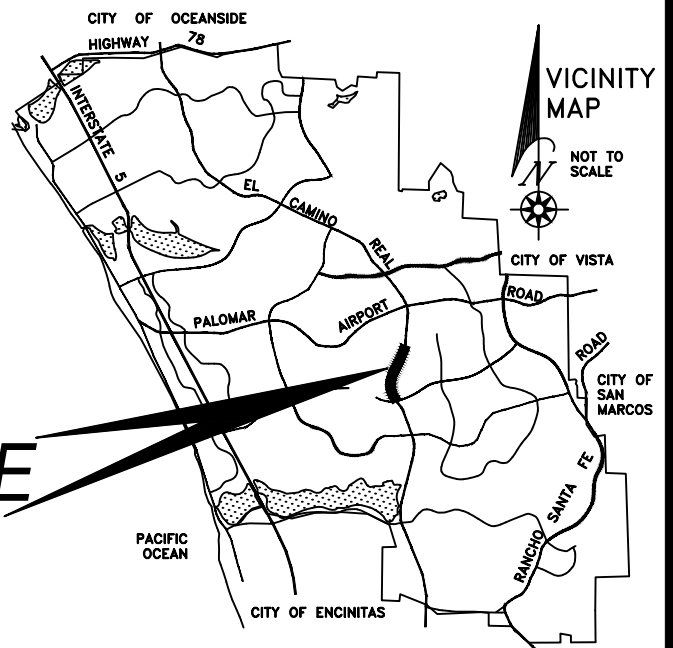 CITY OF OCEANSIDE
HIGHWAY 78
VICINITY
MAP
NOT TO
SCALE
N
INTERSTATE 5
EL CAMINO REAL
CITY OF VISTA
PALOMAR AIRPORT ROAD
ROAD
CITY OF
SAN
MARCOS
E
RANCHO SANTA FE
PACIFIC
OCEAN
CITY OF ENCINITAS